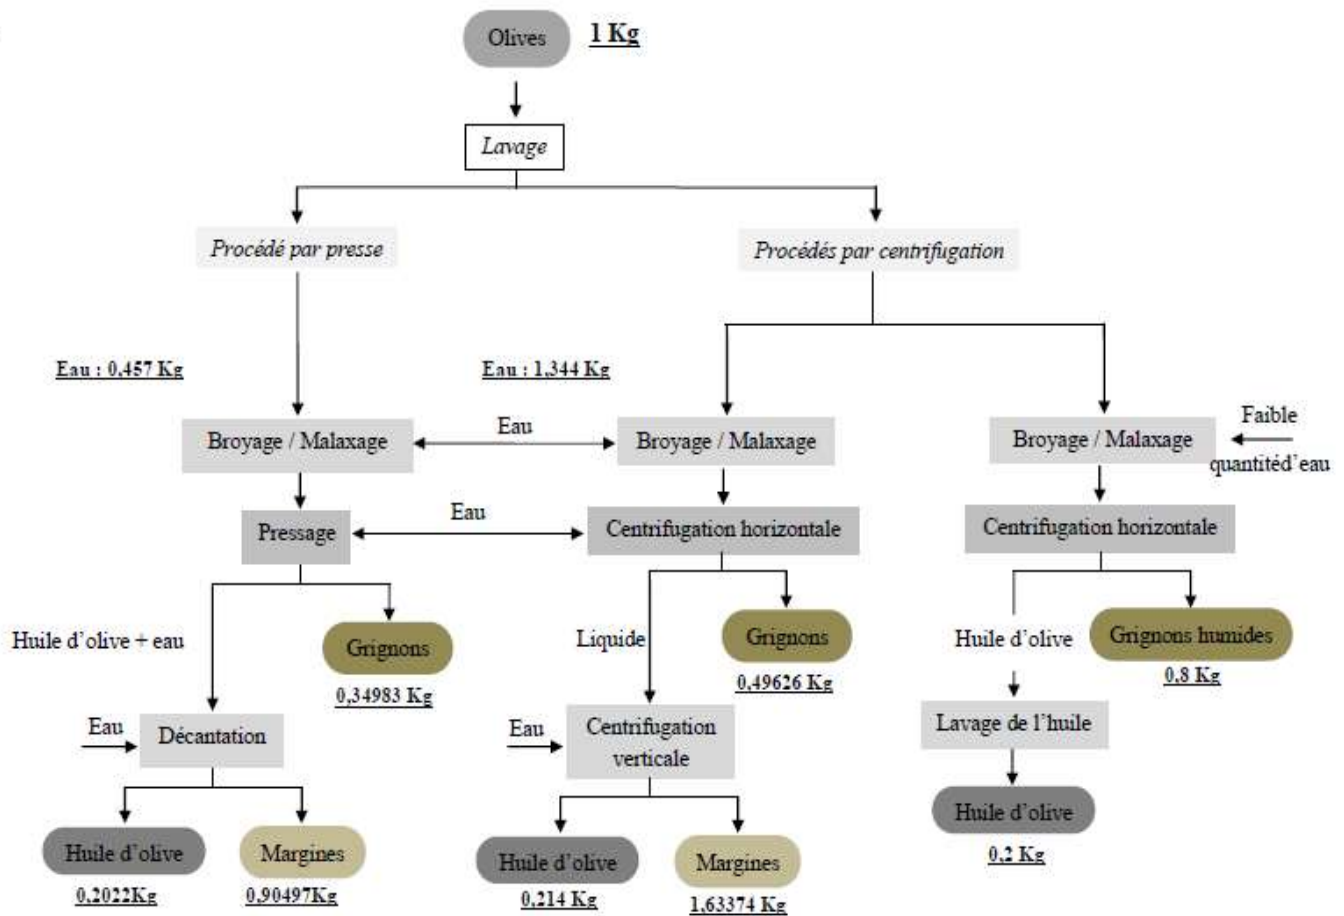 Olives
1 Kg
Lavage
Procédé par presse
Procédés par centrifugation
Eau : 0,457 Kg
Eau : 1,344 Kg
Broyage / Malaxage
Eau
Broyage / Malaxage
Broyage / Malaxage
Faible
quantitéd’eau
Pressage
Eau
Centrifugation horizontale
Centrifugation horizontale
Huile d’olive + eau
Grignons
0,34983 Kg
Liquide
Grignons
0,49626 Kg
Huile d’olive
Grignons humides
0,8 Kg
Eau
Décantation
Eau
Centrifugation
verticale
Lavage de l’huile
Huile d’olive
0,2022Kg
Margines
0,90497Kg
Huile d’olive
0,214 Kg
Margines
1,63374 Kg
Huile d’olive
0,2 Kg